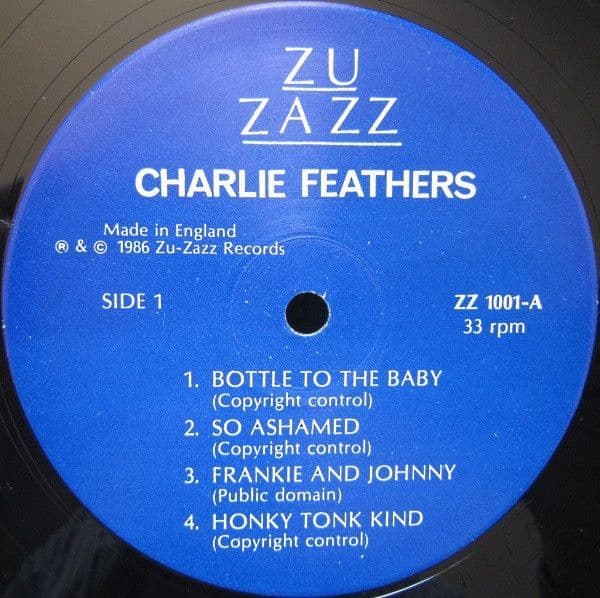 ZU
ZAZZ
CHARLIE FEATHERS
Made in England
℗ & © 1986 Zu-Zazz Records
SIDE 1
ZZ 1001-A
33 rpm
1. BOTTLE TO THE BABY
(Copyright control)
2. SO ASHAMED
(Copyright control)
3. FRANKIE AND JOHNNY
(Public domain)
4. HONKY TONK KIND
(Copyright control)